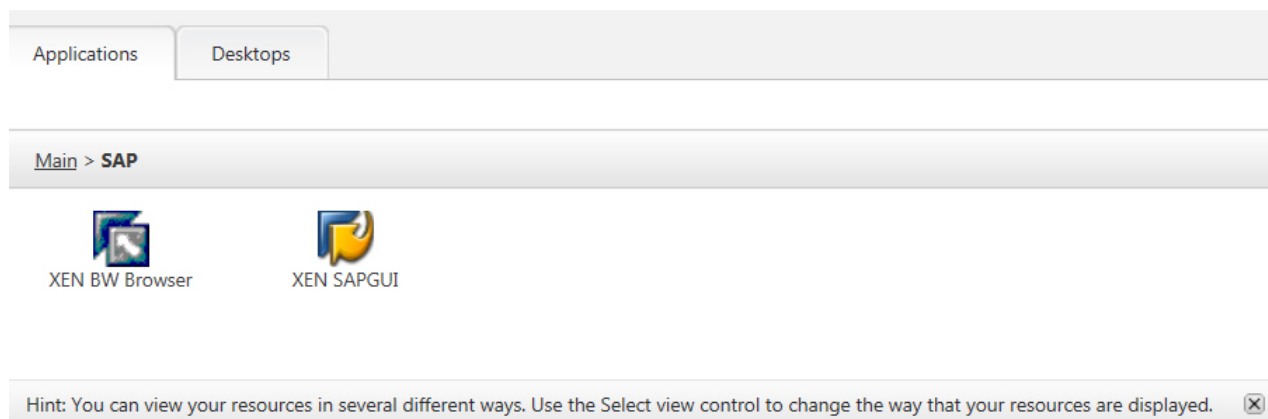 Applications Desktops
Main > SAP
XEN BW Browser XEN SAPGUI
Hint: You can view your resources in several different ways. Use the Select view control to change the way that your resources are displayed.